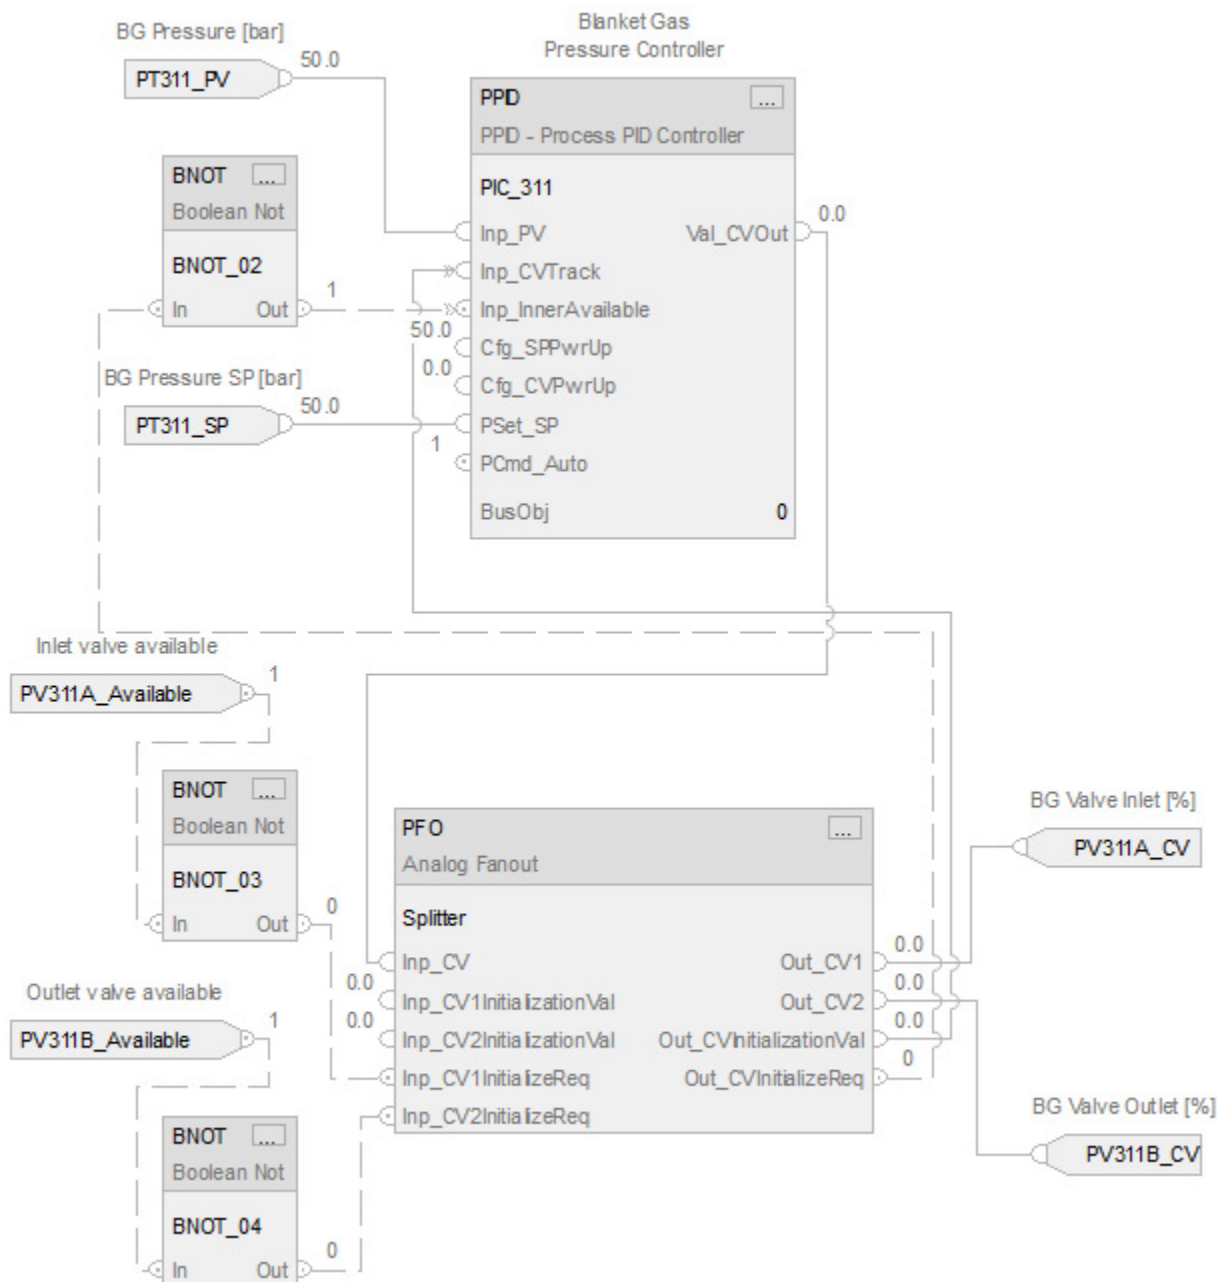 Blanket Gas
Pressure Controller
BG Pressure [bar]
PT311_PV
50.0
PPID
...
PPID - Process PID Controller
PIC_311
Inp_PV
Val_CVOut
0.0
Inp_CVTrack
Inp_InnerAvailable
50.0
Cfg_SPPwrUp
0.0
Cfg_CVPwrUp
PSet_SP
1
PCmd_Auto
BusObj
0
BNOT
...
Boolean Not
BNOT_02
In
Out
1
BG Pressure SP [bar]
PT311_SP
50.0
Inlet valve available
PV311A_Available
1
BNOT
...
Boolean Not
BNOT_03
In
Out
0
Outlet valve available
PV311B_Available
1
BNOT
...
Boolean Not
BNOT_04
In
Out
0
PFO
...
Analog Fanout
Splitter
Inp_CV
Out_CV1
0.0
0.0
Inp_CV1InitializationVal
Out_CV2
0.0
0.0
Inp_CV2InitializationVal
Out_CVInitializationVal
0.0
Inp_CV1InitializeReq
Out_CVInitializeReq
0
Inp_CV2InitializeReq
BG Valve Inlet [%]
PV311A_CV
BG Valve Outlet [%]
PV311B_CV